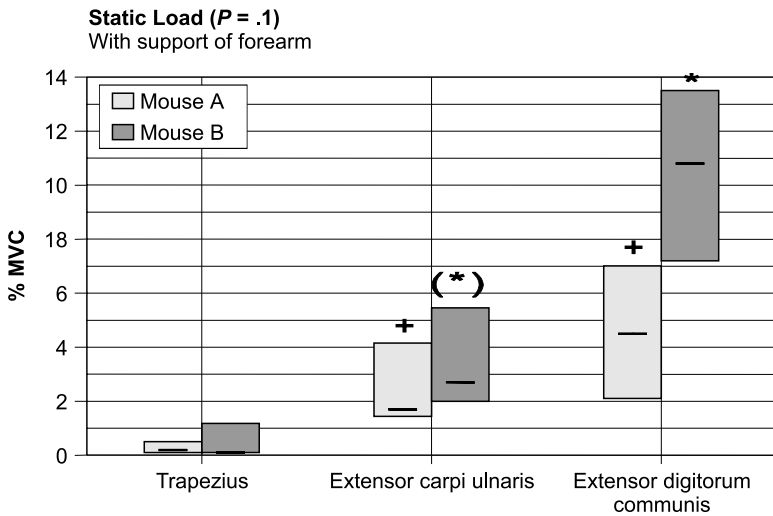 Static Load (P = .1)
With support of forearm
% MVC
14
12
10
18
6
4
2
0
Mouse A
Mouse B
+
(*)
+
*
Trapezius
Extensor carpi ulnaris
Extensor digitorum
communis